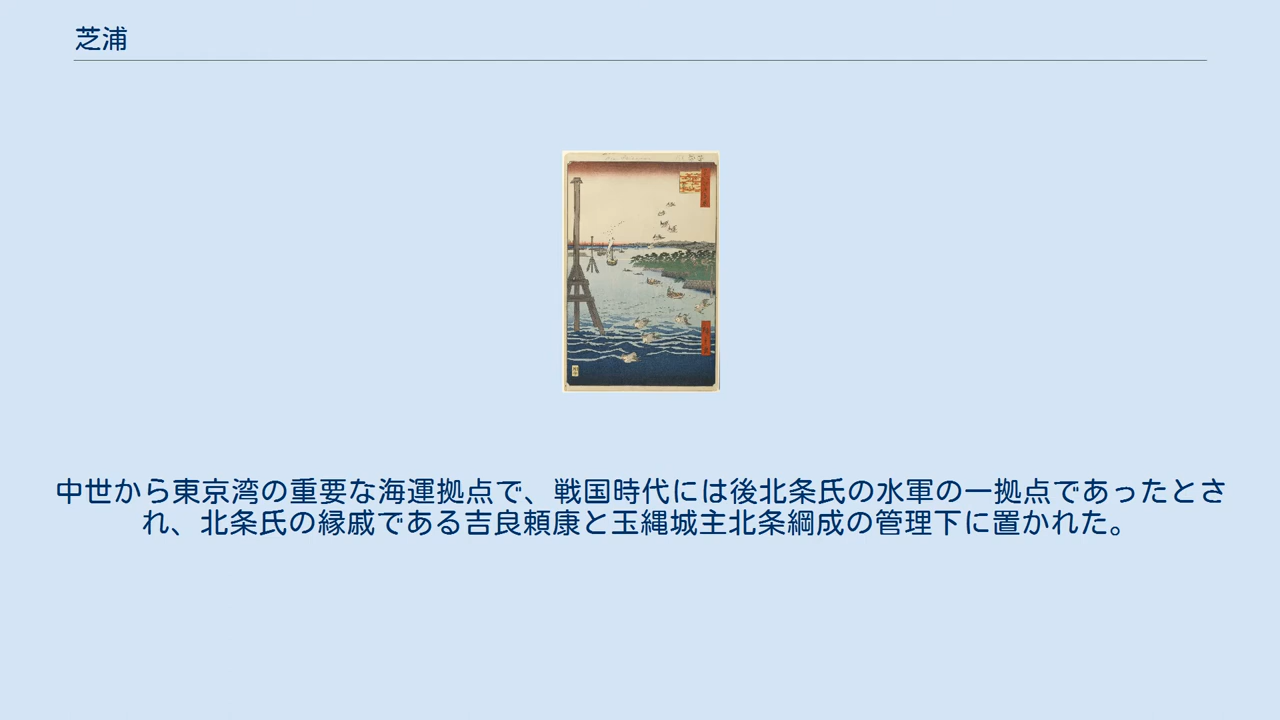 芝浦
中世から東京湾の重要な海運拠点で、戦国時代には後北条氏の水軍の一拠点であったとさ
れ、北条氏の縁戚である吉良頼康と玉縄城主北条綱成の管理下に置かれた。